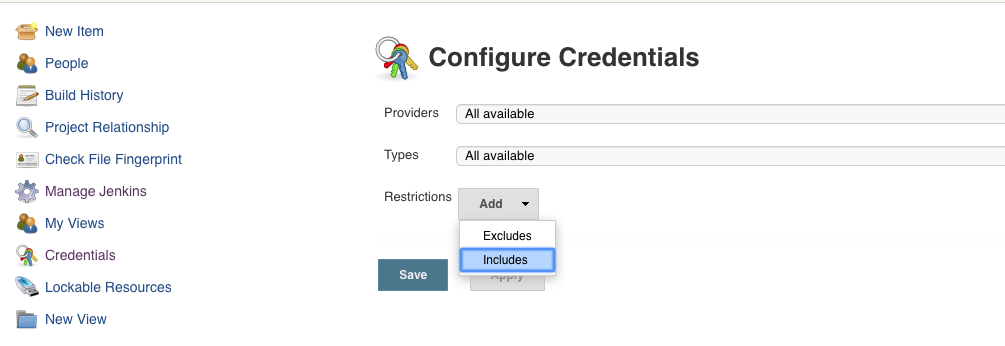 New Item
People
Build History
Project Relationship
Check File Fingerprint
Manage Jenkins
My Views
Credentials
Lockable Resources
New View
Configure Credentials
Providers All available
Types All available
Restrictions Add
Excludes
Includes
Save Apply